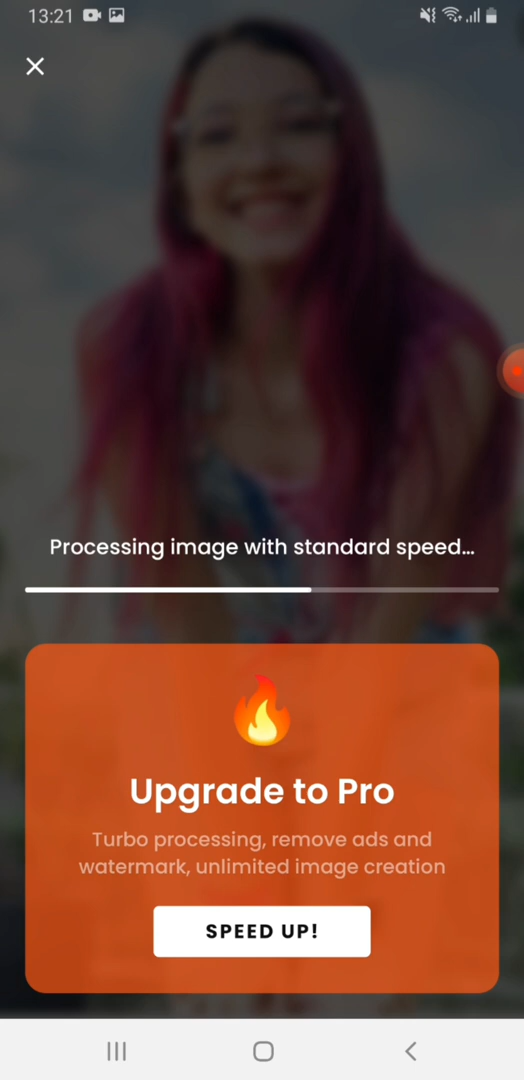 13:21
Processing image with standard speed...
Upgrade to Pro
Turbo processing, remove ads and
watermark, unlimited image creation
SPEED UP!